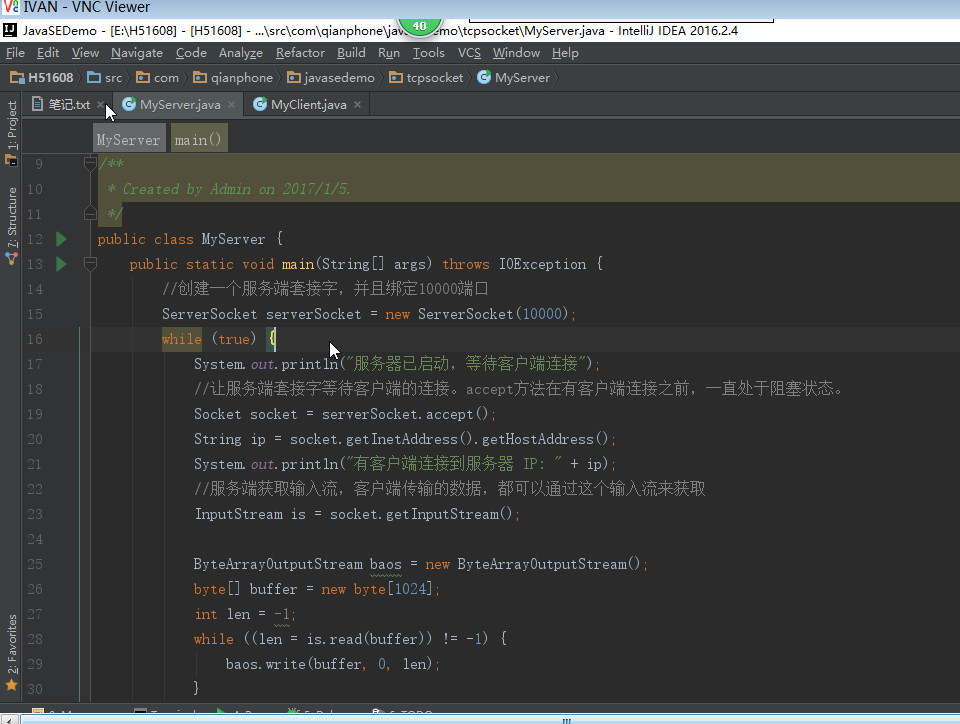 IVAN - VNC Viewer
JavaSEDemo - [E:\H51608] - [H51608] - ...\src\com\qianphone\jav
40
mo\tcpsocket\MyServer.java - IntelliJ IDEA 2016.2.4
File Edit View Navigate Code Analyze Refactor Build Run Tools VCS Window Help
H51608 src com qianphone javasedemo tcpsocket MyServer
笔记.txt MyServer.java MyClient.java
1: Project
7: Structure
2: Favorites
MyServer main()
9 /**
10 * Created by Admin on 2017/1/5.
11 */
12 public class MyServer {
13 public static void main(String[] args) throws IOException {
14 //创建一个服务端套接字，并且绑定10000端口
15 ServerSocket serverSocket = new ServerSocket(10000);
16 while (true) {
17 System.out.println("服务器已启动，等待客户端连接");
18 //让服务端套接字等待客户端的连接。accept方法在有客户端连接之前，一直处于阻塞状态。
19 Socket socket = serverSocket.accept();
20 String ip = socket.getInetAddress().getHostAddress();
21 System.out.println("有客户端连接到服务器 IP: " + ip);
22 //服务端获取输入流，客户端传输的数据，都可以通过这个输入流来获取
23 InputStream is = socket.getInputStream();
24
25 ByteArrayOutputStream baos = new ByteArrayOutputStream();
26 byte[] buffer = new byte[1024];
27 int len = -1;
28 while ((len = is.read(buffer)) != -1) {
29 baos.write(buffer, 0, len);
30 }